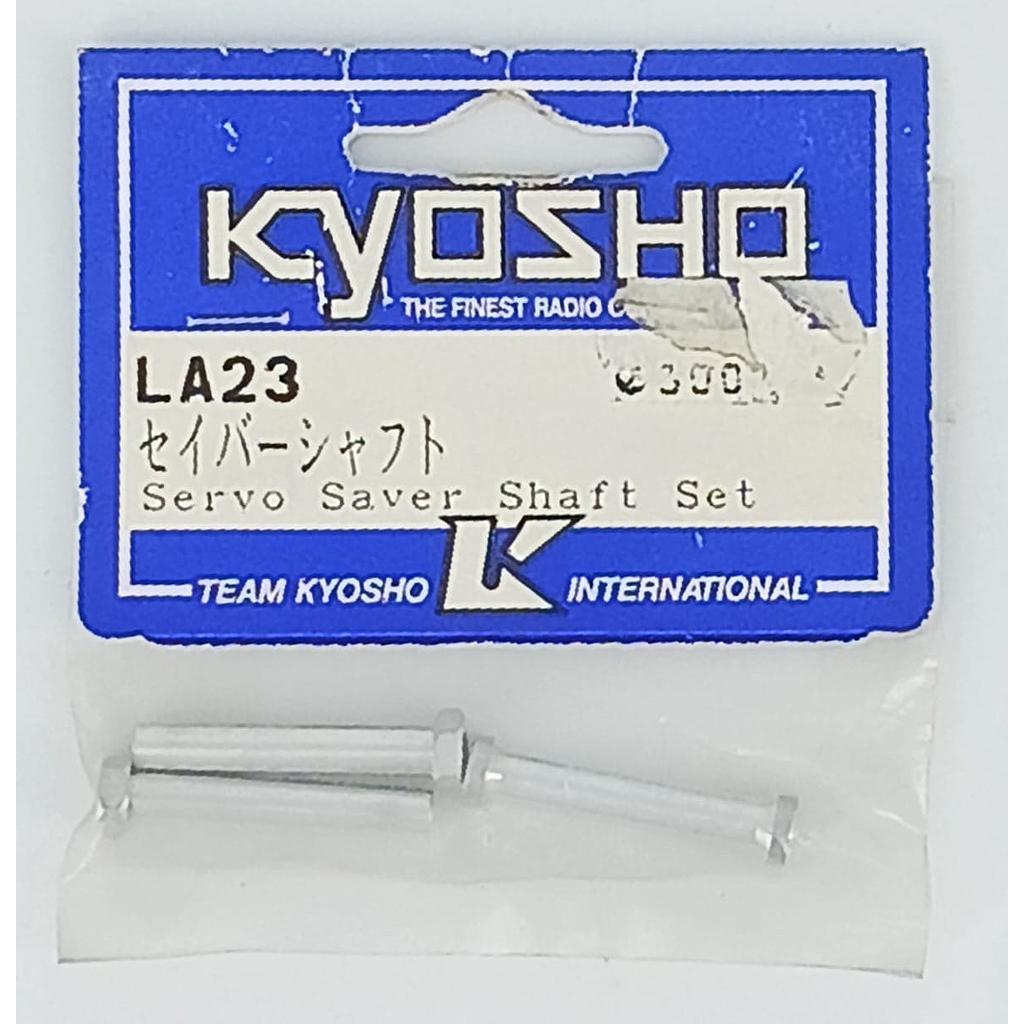 KYOSHO
THE FINEST RADIO
LA23
セイバーシャフト
Servo Saver Shaft Set
TEAM KYOSHO K INTERNATIONAL